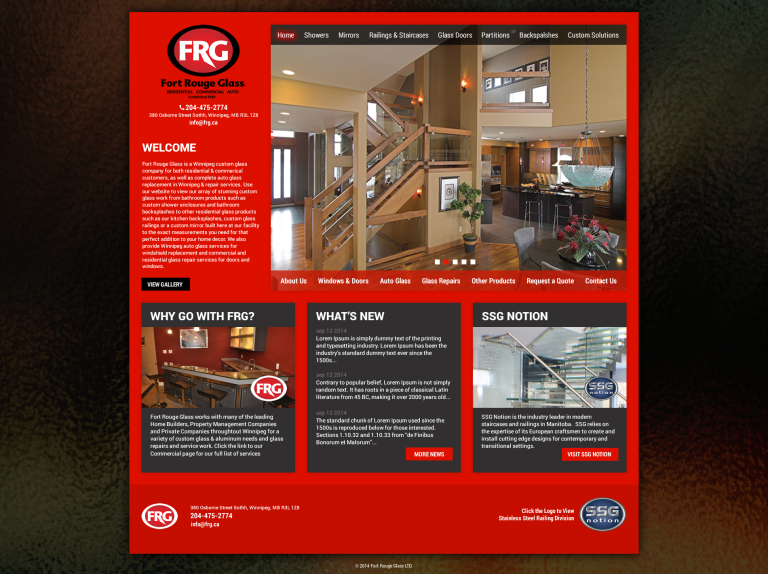 FRG
Fort Rouge Glass
RESIDENTIAL COMMERCIAL AUTO
204-475-2774
380 Osborne Street Sothh, Winnipeg, MB R3L 1Z8
info@frg.ca
Home Showers Mirrors Railings & Staircases Glass Doors Partitions Backspalshes Custom Solutions
WELCOME
Fort Rouge Glass is a Winnipeg custom glass
company for both residential & commerical
customers, as well as complete auto glass
replacement in Winnipeg & repair services. Use
our website to view our array of stunning custom
glass work from bathroom products such as
custom shower enclosures and bathroom
backsplashes to other residential glass products
such as our kitchen backsplashes, custom glass
railings or a custom mirror built here at our facility
to the exact measurements you need for that
perfect addition to your home decor. We also
provide Winnipeg auto glass services for
windshield replacement and commercial and
residential glass repair services for doors and
windows.
VIEW GALLERY
About Us Windows & Doors Auto Glass Glass Repairs Other Products Request a Quote Contact Us
WHY GO WITH FRG?
FRG
Fort Rouge Glass works with many of the leading
Home Builders, Property Management Companies
and Private Companies throughtout Winnipeg for a
variety of custom glass & aluminum needs and glass
repairs and service work. Click the link to our
Commercial page for our full list of services
WHAT'S NEW
sep 12 2014
Lorem Ipsum is simply dummy text of the printing
and typesetting industry. Lorem Ipsum has been the
industry's standard dummy text ever since the
1500s...
sep 12 2014
Contrary to popular belief, Lorem Ipsum is not simply
random text. It has roots in a piece of classical Latin
literature from 45 BC, making it over 2000 years old...
sep 12 2014
The standard chunk of Lorem Ipsum used since the
1500s is reproduced below for those interested.
Sections 1.10.32 and 1.10.33 from "de Finibus
Bonorum et Malorum"...
MORE NEWS
SSG NOTION
SSG
notion
SSG Notion is the industry leader in modern
staircases and railings in Manitoba. SSG relies on
the expertise of its European craftsmen to create and
install cutting edge designs for contemporary and
transitional settings.
VISIT SSG NOTION
FRG
380 Osborne Street Sothh, Winnipeg, MB R3L 1Z8
204-475-2774
info@frg.ca
Click the Logo to View
Stainless Steel Railing Division
SSG
notion
© 2014 Fort Rouge Glass LTD.